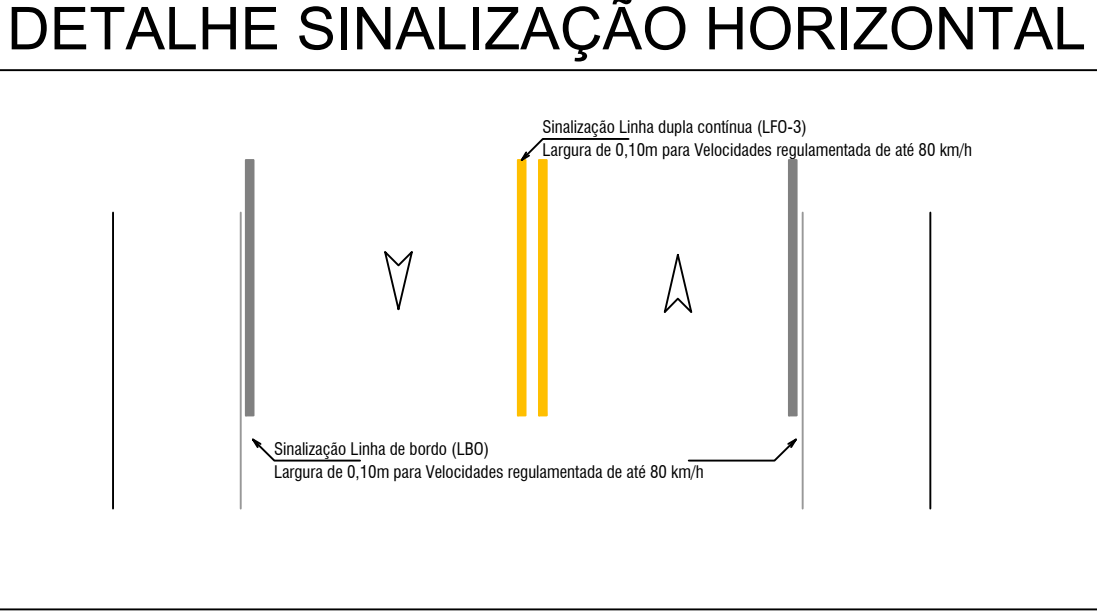 DETALHE SINALIZAÇÃO HORIZONTAL
Sinalização Linha dupla contínua (LFO-3)
Largura de 0,10m para Velocidades regulamentada de até 80 km/h
Sinalização Linha de bordo (LBO)
Largura de 0,10m para Velocidades regulamentada de até 80 km/h